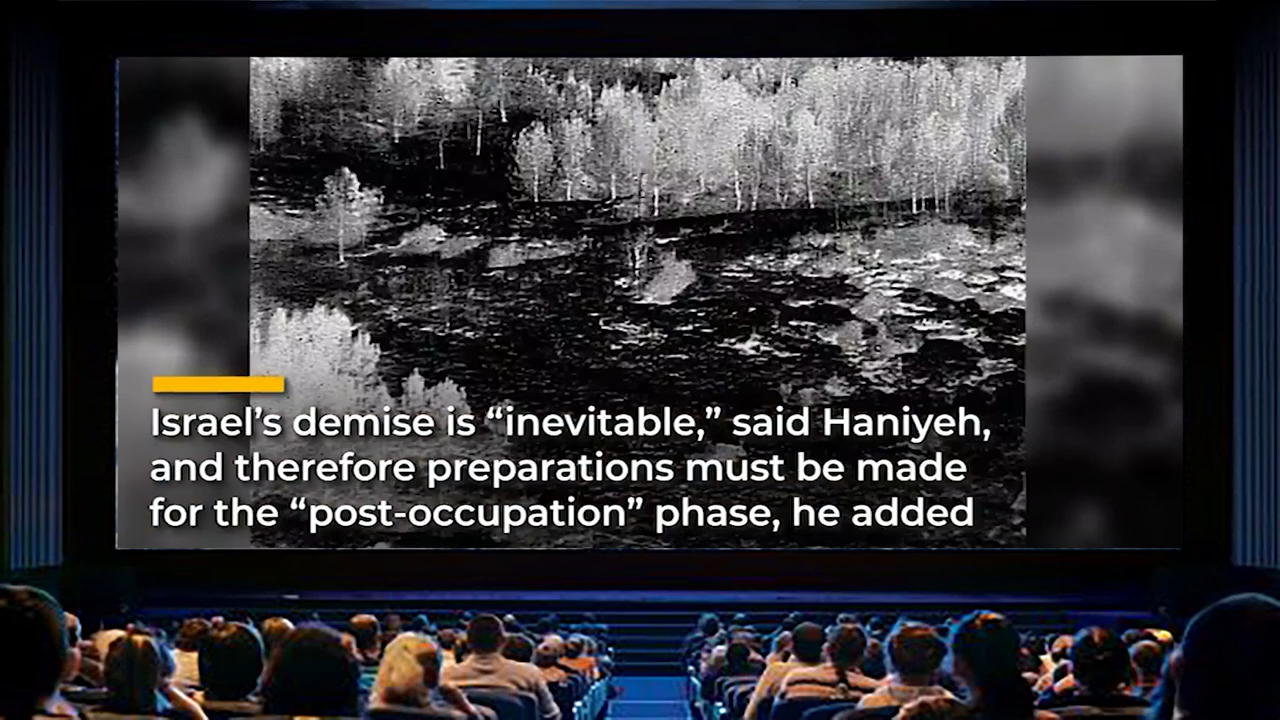 Israel’s demise is “inevitable,” said Haniyeh,
and therefore preparations must be made
for the “post-occupation” phase, he added